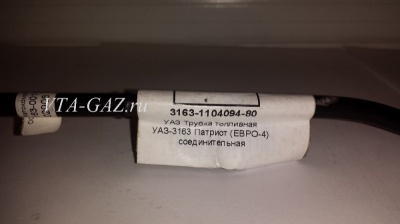 VTA-GAZ.ru
3163-1104094-80
УАЗ Трубка топливная
УАЗ-3163 Патриот (ЕВРО-4)
соединительная